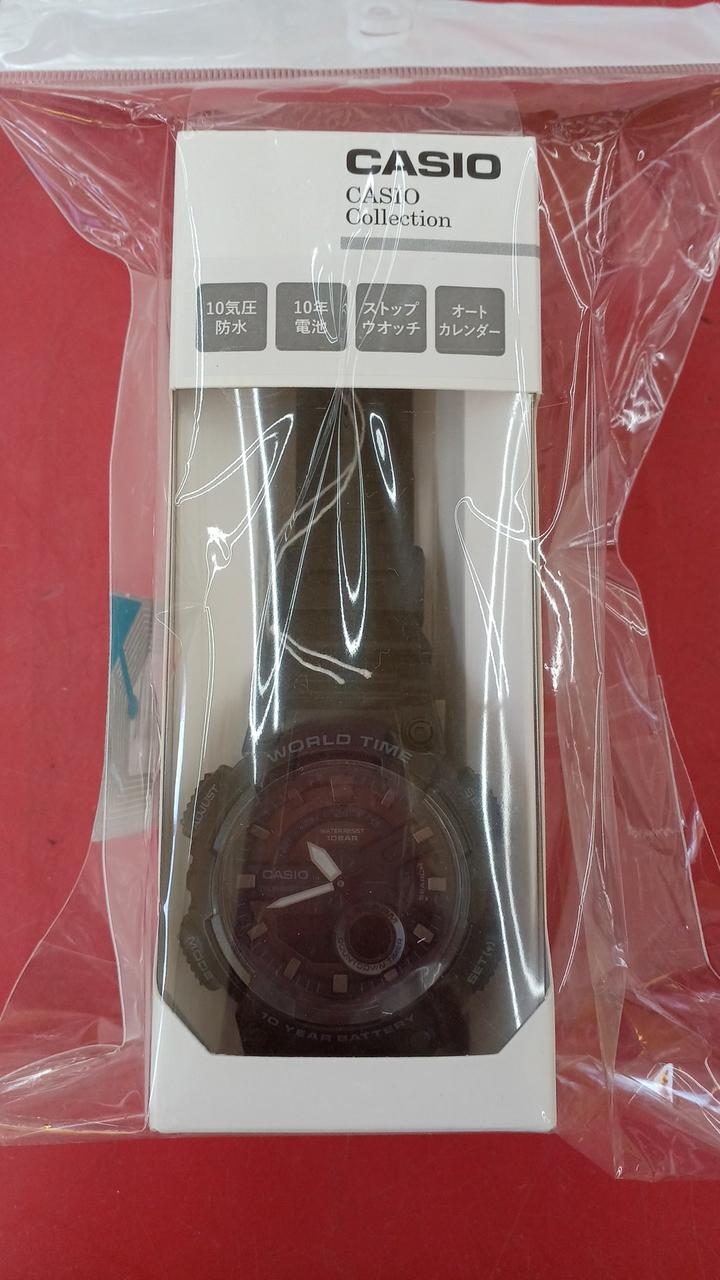 CASIO
CASIO
Collection
10気圧
防水
10年
電池
ストップ
ウオッチ
オート
カレンダー
WORLD TIME
ADJUST
WATER RESIST
10BAR
CASIO
SEARCH
MODE
SET(+)
10 YEAR BATTERY